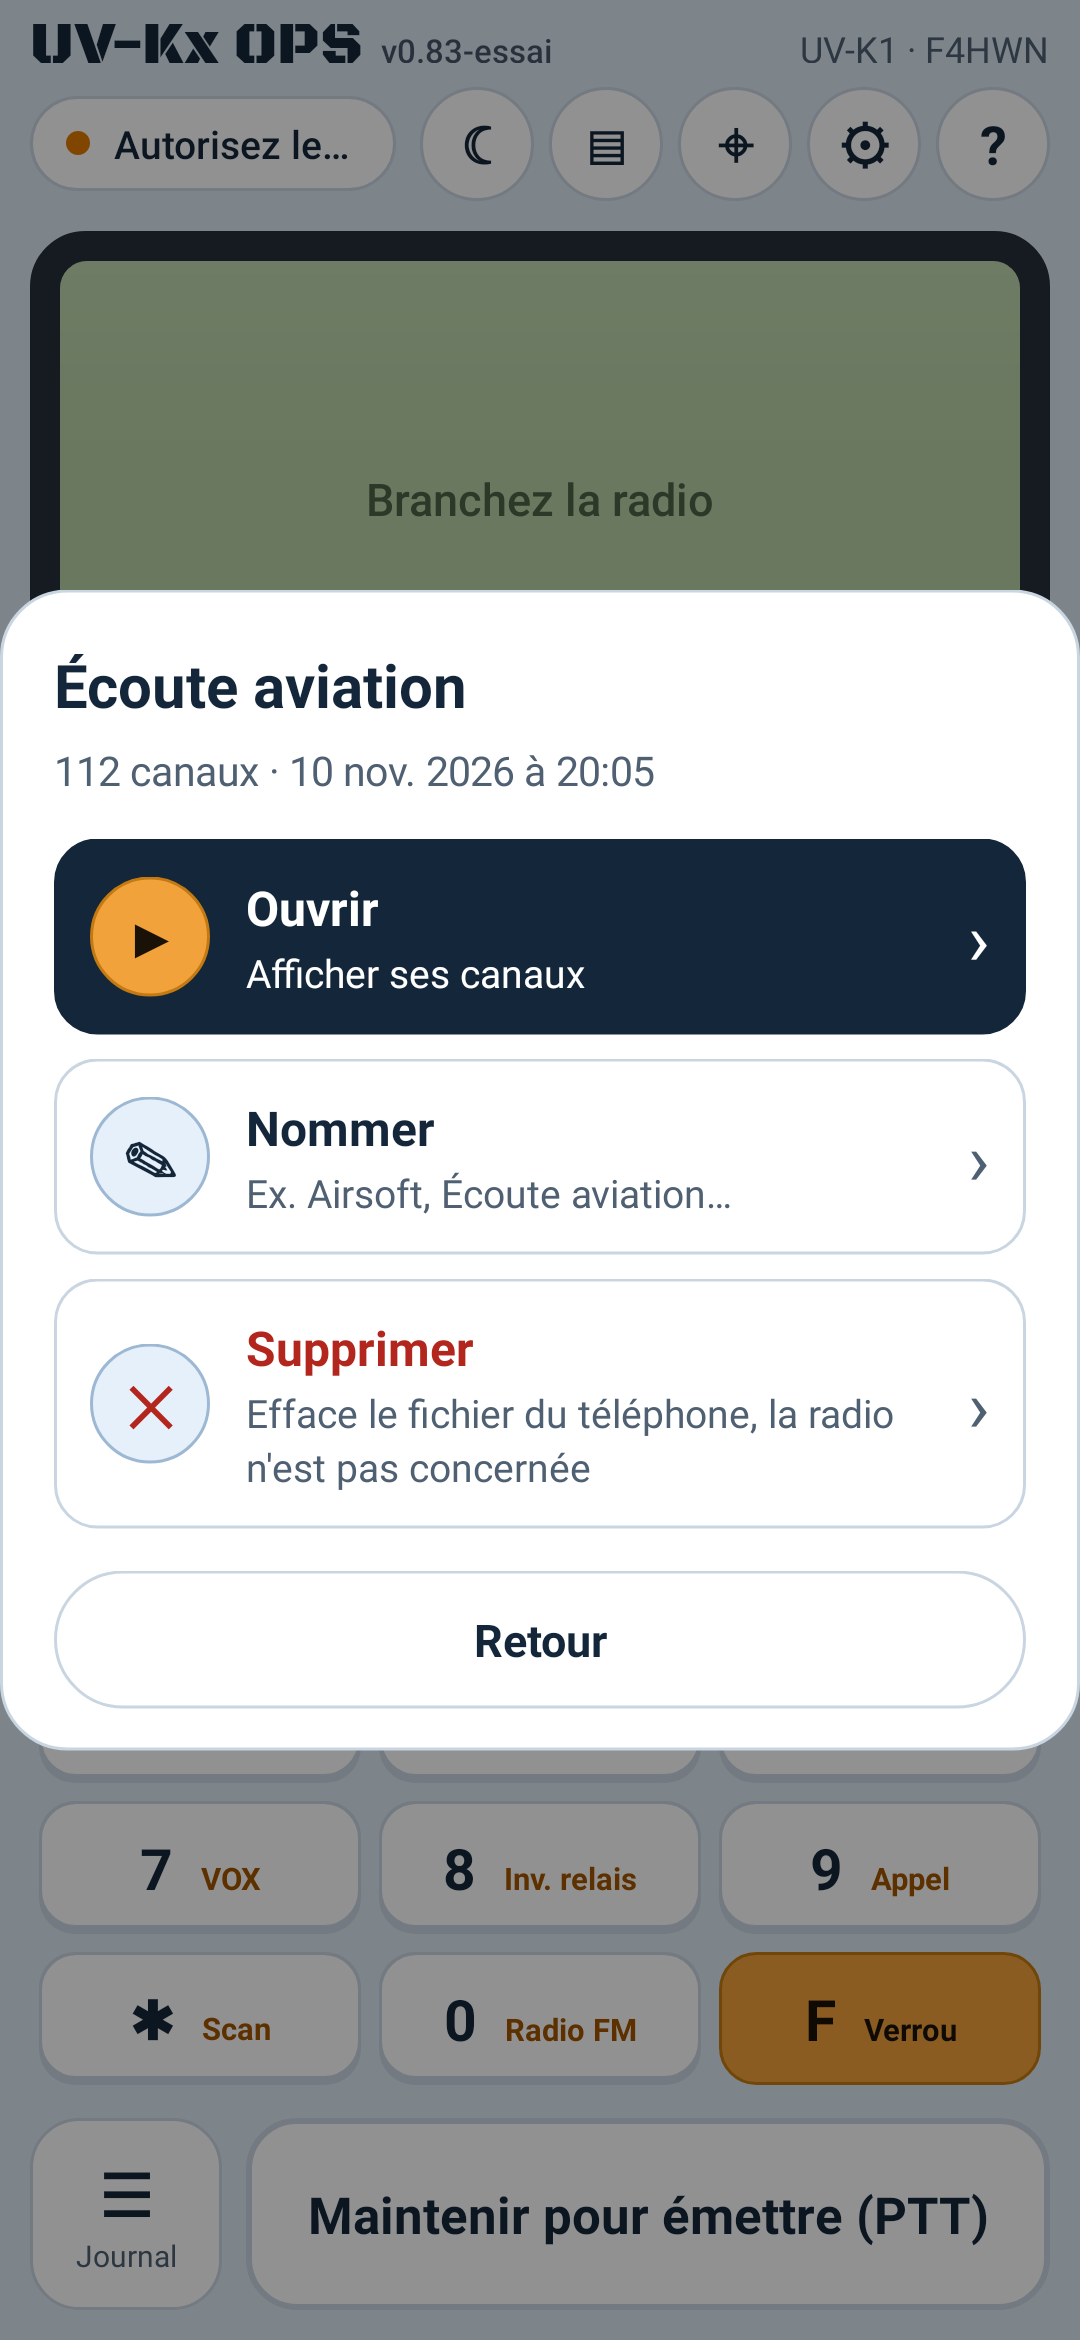 UV-Kx OPS v0.83-essai UV-K1 · F4HWN
Autorisez le… ?
Branchez la radio
Écoute aviation
112 canaux · 10 nov. 2026 à 20:05
Ouvrir
Afficher ses canaux
Nommer
Ex. Airsoft, Écoute aviation…
Supprimer
Efface le fichier du téléphone, la radio
n'est pas concernée
Retour
7 VOX 8 Inv. relais 9 Appel
✱ Scan 0 Radio FM F Verrou
Journal
Maintenir pour émettre (PTT)